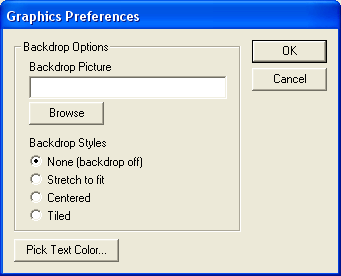 Graphics Preferences
Backdrop Options
Backdrop Picture
Browse
Backdrop Styles
None (backdrop off)
Stretch to fit
Centered
Tiled
Pick Text Color...
OK
Cancel